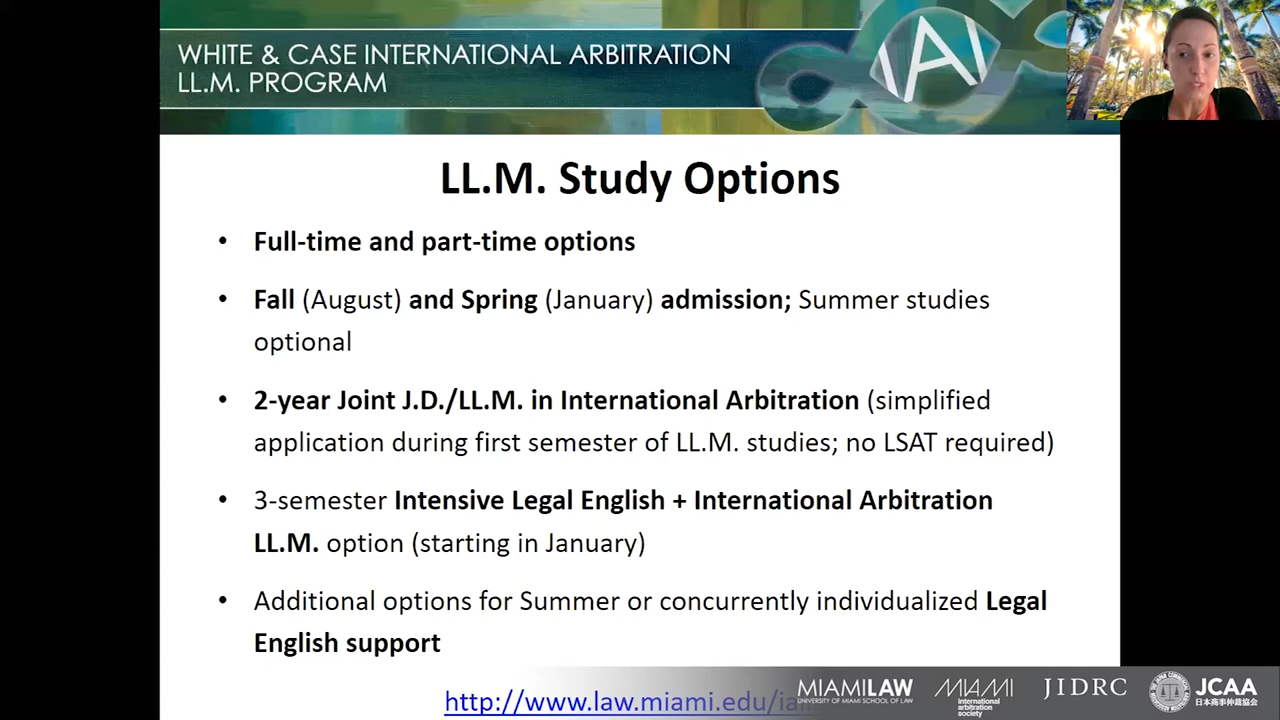 WHITE & CASE INTERNATIONAL ARBITRATION
LL.M. PROGRAM
IAI
LL.M. Study Options
• Full-time and part-time options
• Fall (August) and Spring (January) admission; Summer studies
optional
• 2-year Joint J.D./LL.M. in International Arbitration (simplified
application during first semester of LL.M. studies; no LSAT required)
• 3-semester Intensive Legal English + International Arbitration
LL.M. option (starting in January)
• Additional options for Summer or concurrently individualized Legal
English support
http://www.law.miami.edu/iai
MIAMILAW
UNIVERSITY OF MIAMI SCHOOL OF LAW
MIAMI
international
arbitration
society
JIDRC
JCAA
日本商事仲裁協会